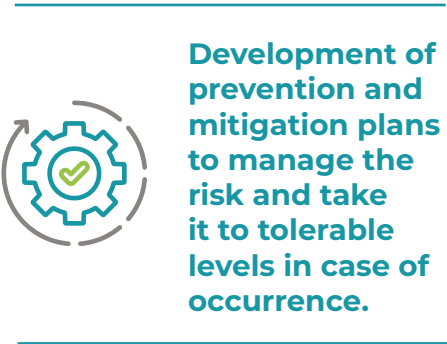 Development of
prevention and
mitigation plans
to manage the
risk and take
it to tolerable
levels in case of
occurrence.